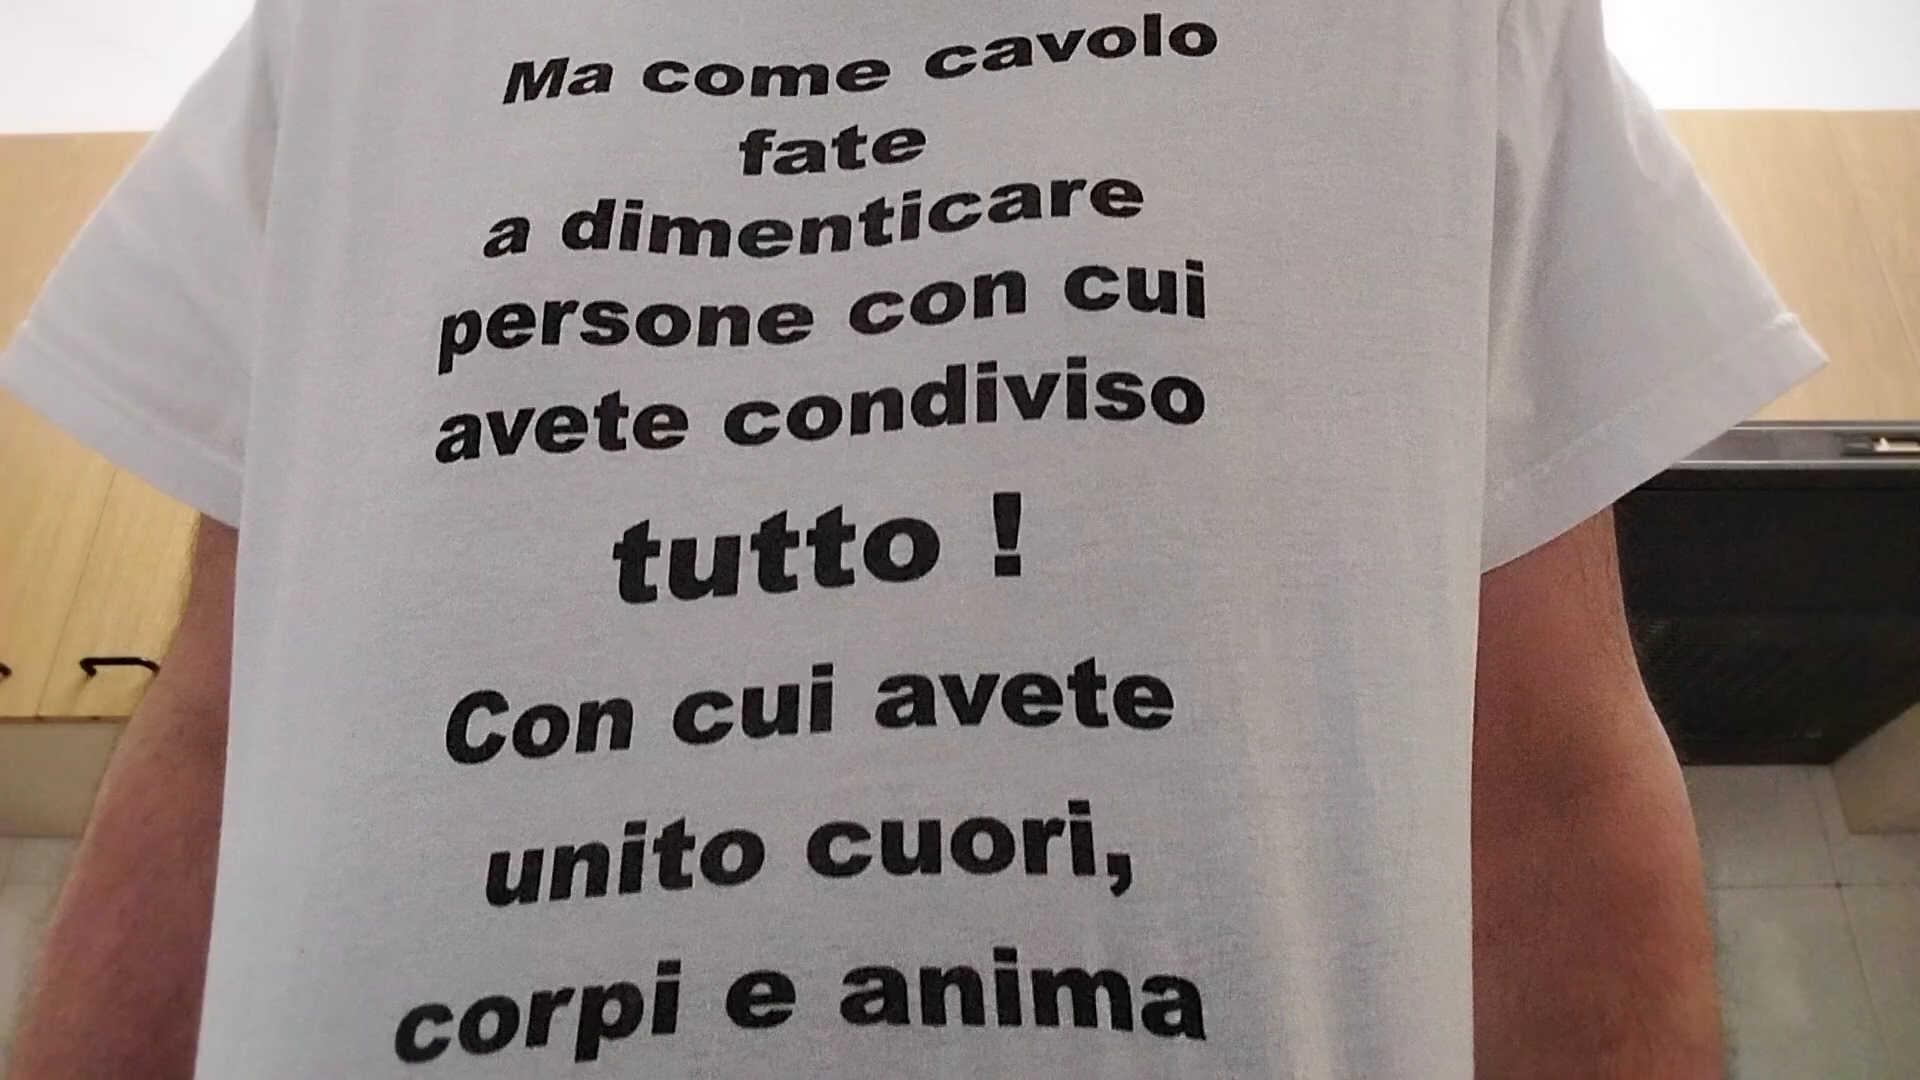 Ma come cavolo
fate
a dimenticare
persone con cui
avete condiviso
tutto !
Con cui avete
unito cuori,
corpi e anima